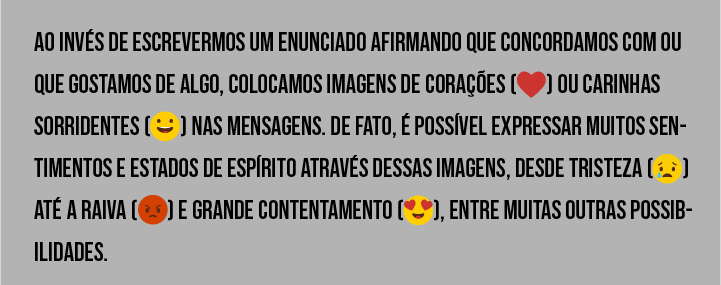 AO INVÉS DE ESCREVERMOS UM ENUNCIADO AFIRMANDO QUE CONCORDAMOS COM OU
QUE GOSTAMOS DE ALGO, COLOCAMOS IMAGENS DE CORAÇÕES (❤️) OU CARINHAS
SORRIDENTES (😀) NAS MENSAGENS. DE FATO, É POSSÍVEL EXPRESSAR MUITOS SEN-
TIMENTOS E ESTADOS DE ESPÍRITO ATRAVÉS DESSAS IMAGENS, DESDE TRISTEZA (😢)
ATÉ A RAIVA (😡) E GRANDE CONTENTAMENTO (😍), ENTRE MUITAS OUTRAS POSSIB-
ILIDADES.